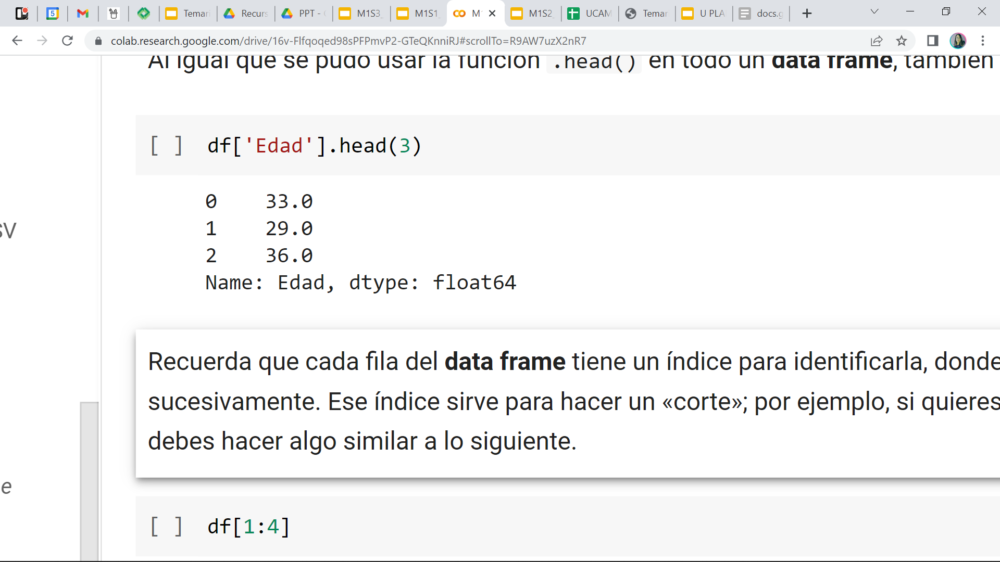 5
Temari
Recurs
PPT -
M1S3_
M1S1_
M
M1S2_
UCAM
Temar
U PLA
docs.g
colab.research.google.com/drive/16v-Flfqoqed98sPFPmvP2-GTeQKnniRJ#scrollTo=R9AW7uzX2nR7
Al igual que se pudo usar la función .head() en todo un data frame, también
[ ] df['Edad'].head(3)
0 33.0
1 29.0
2 36.0
Name: Edad, dtype: float64
SV
Recuerda que cada fila del data frame tiene un índice para identificarla, donde
sucesivamente. Ese índice sirve para hacer un «corte»; por ejemplo, si quieres
debes hacer algo similar a lo siguiente.
e
[ ] df[1:4]